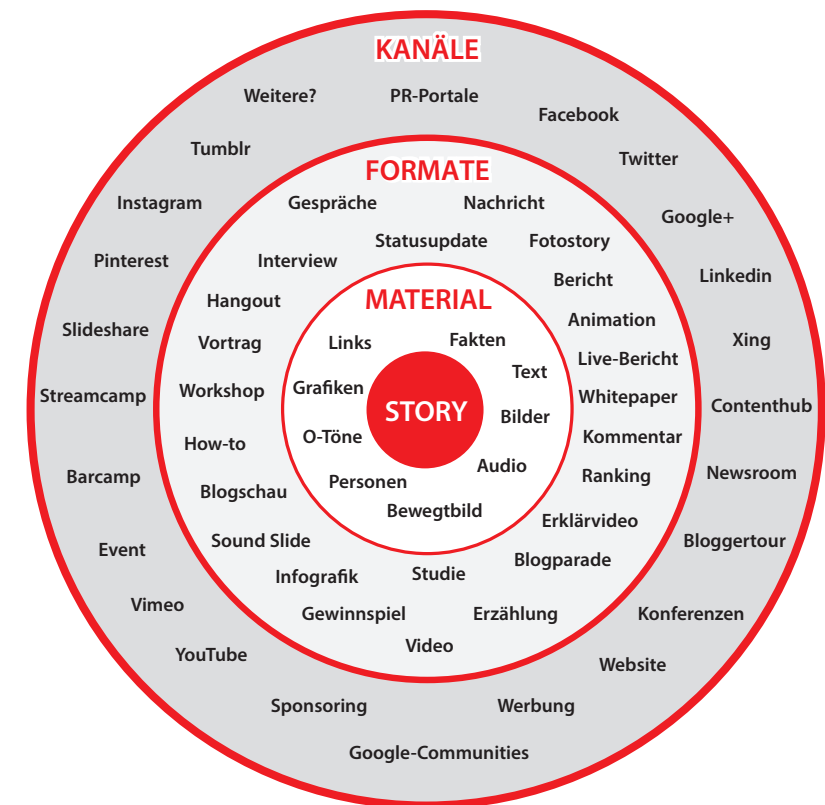 KANÄLE
Weitere?
PR-Portale
Facebook
Tumblr
Twitter
Instagram
Google+
Pinterest
Linkedin
Slideshare
Xing
Streamcamp
Contenthub
Barcamp
Newsroom
Event
Bloggertour
Vimeo
Konferenzen
YouTube
Website
Sponsoring
Werbung
Google-Communities
FORMATE
Gespräche
Nachricht
Statusupdate
Fotostory
Interview
Bericht
Hangout
Animation
Vortrag
Live-Bericht
Workshop
Whitepaper
How-to
Kommentar
Blogschau
Ranking
Sound Slide
Erklärvideo
Infografik
Studie
Blogparade
Gewinnspiel
Erzählung
Video
MATERIAL
Links
Fakten
Text
Grafiken
Bilder
O-Töne
Audio
Personen
Bewegtbild
STORY